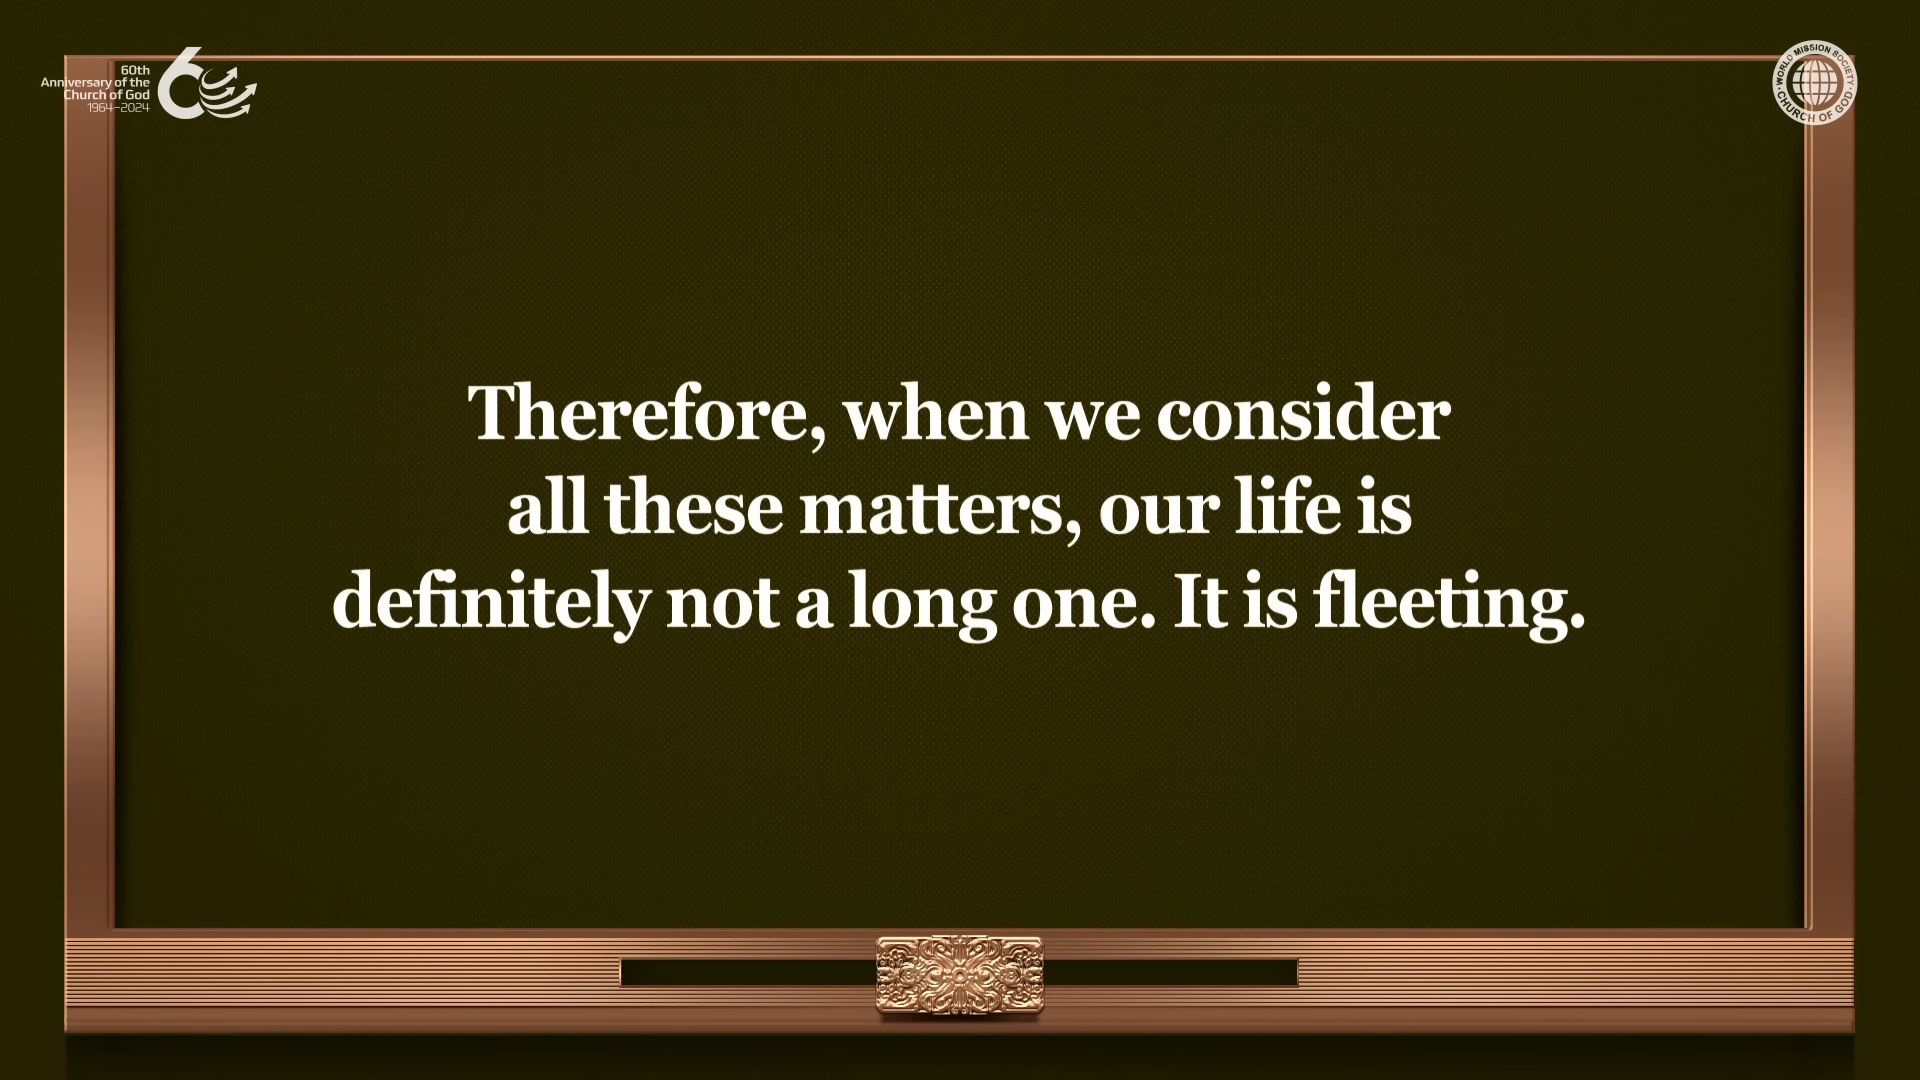 60th
Anniversary of the
Church of God
1964–2024
60
WORLD MISSION SOCIETY
CHURCH OF GOD
Therefore, when we consider
all these matters, our life is
definitely not a long one. It is fleeting.